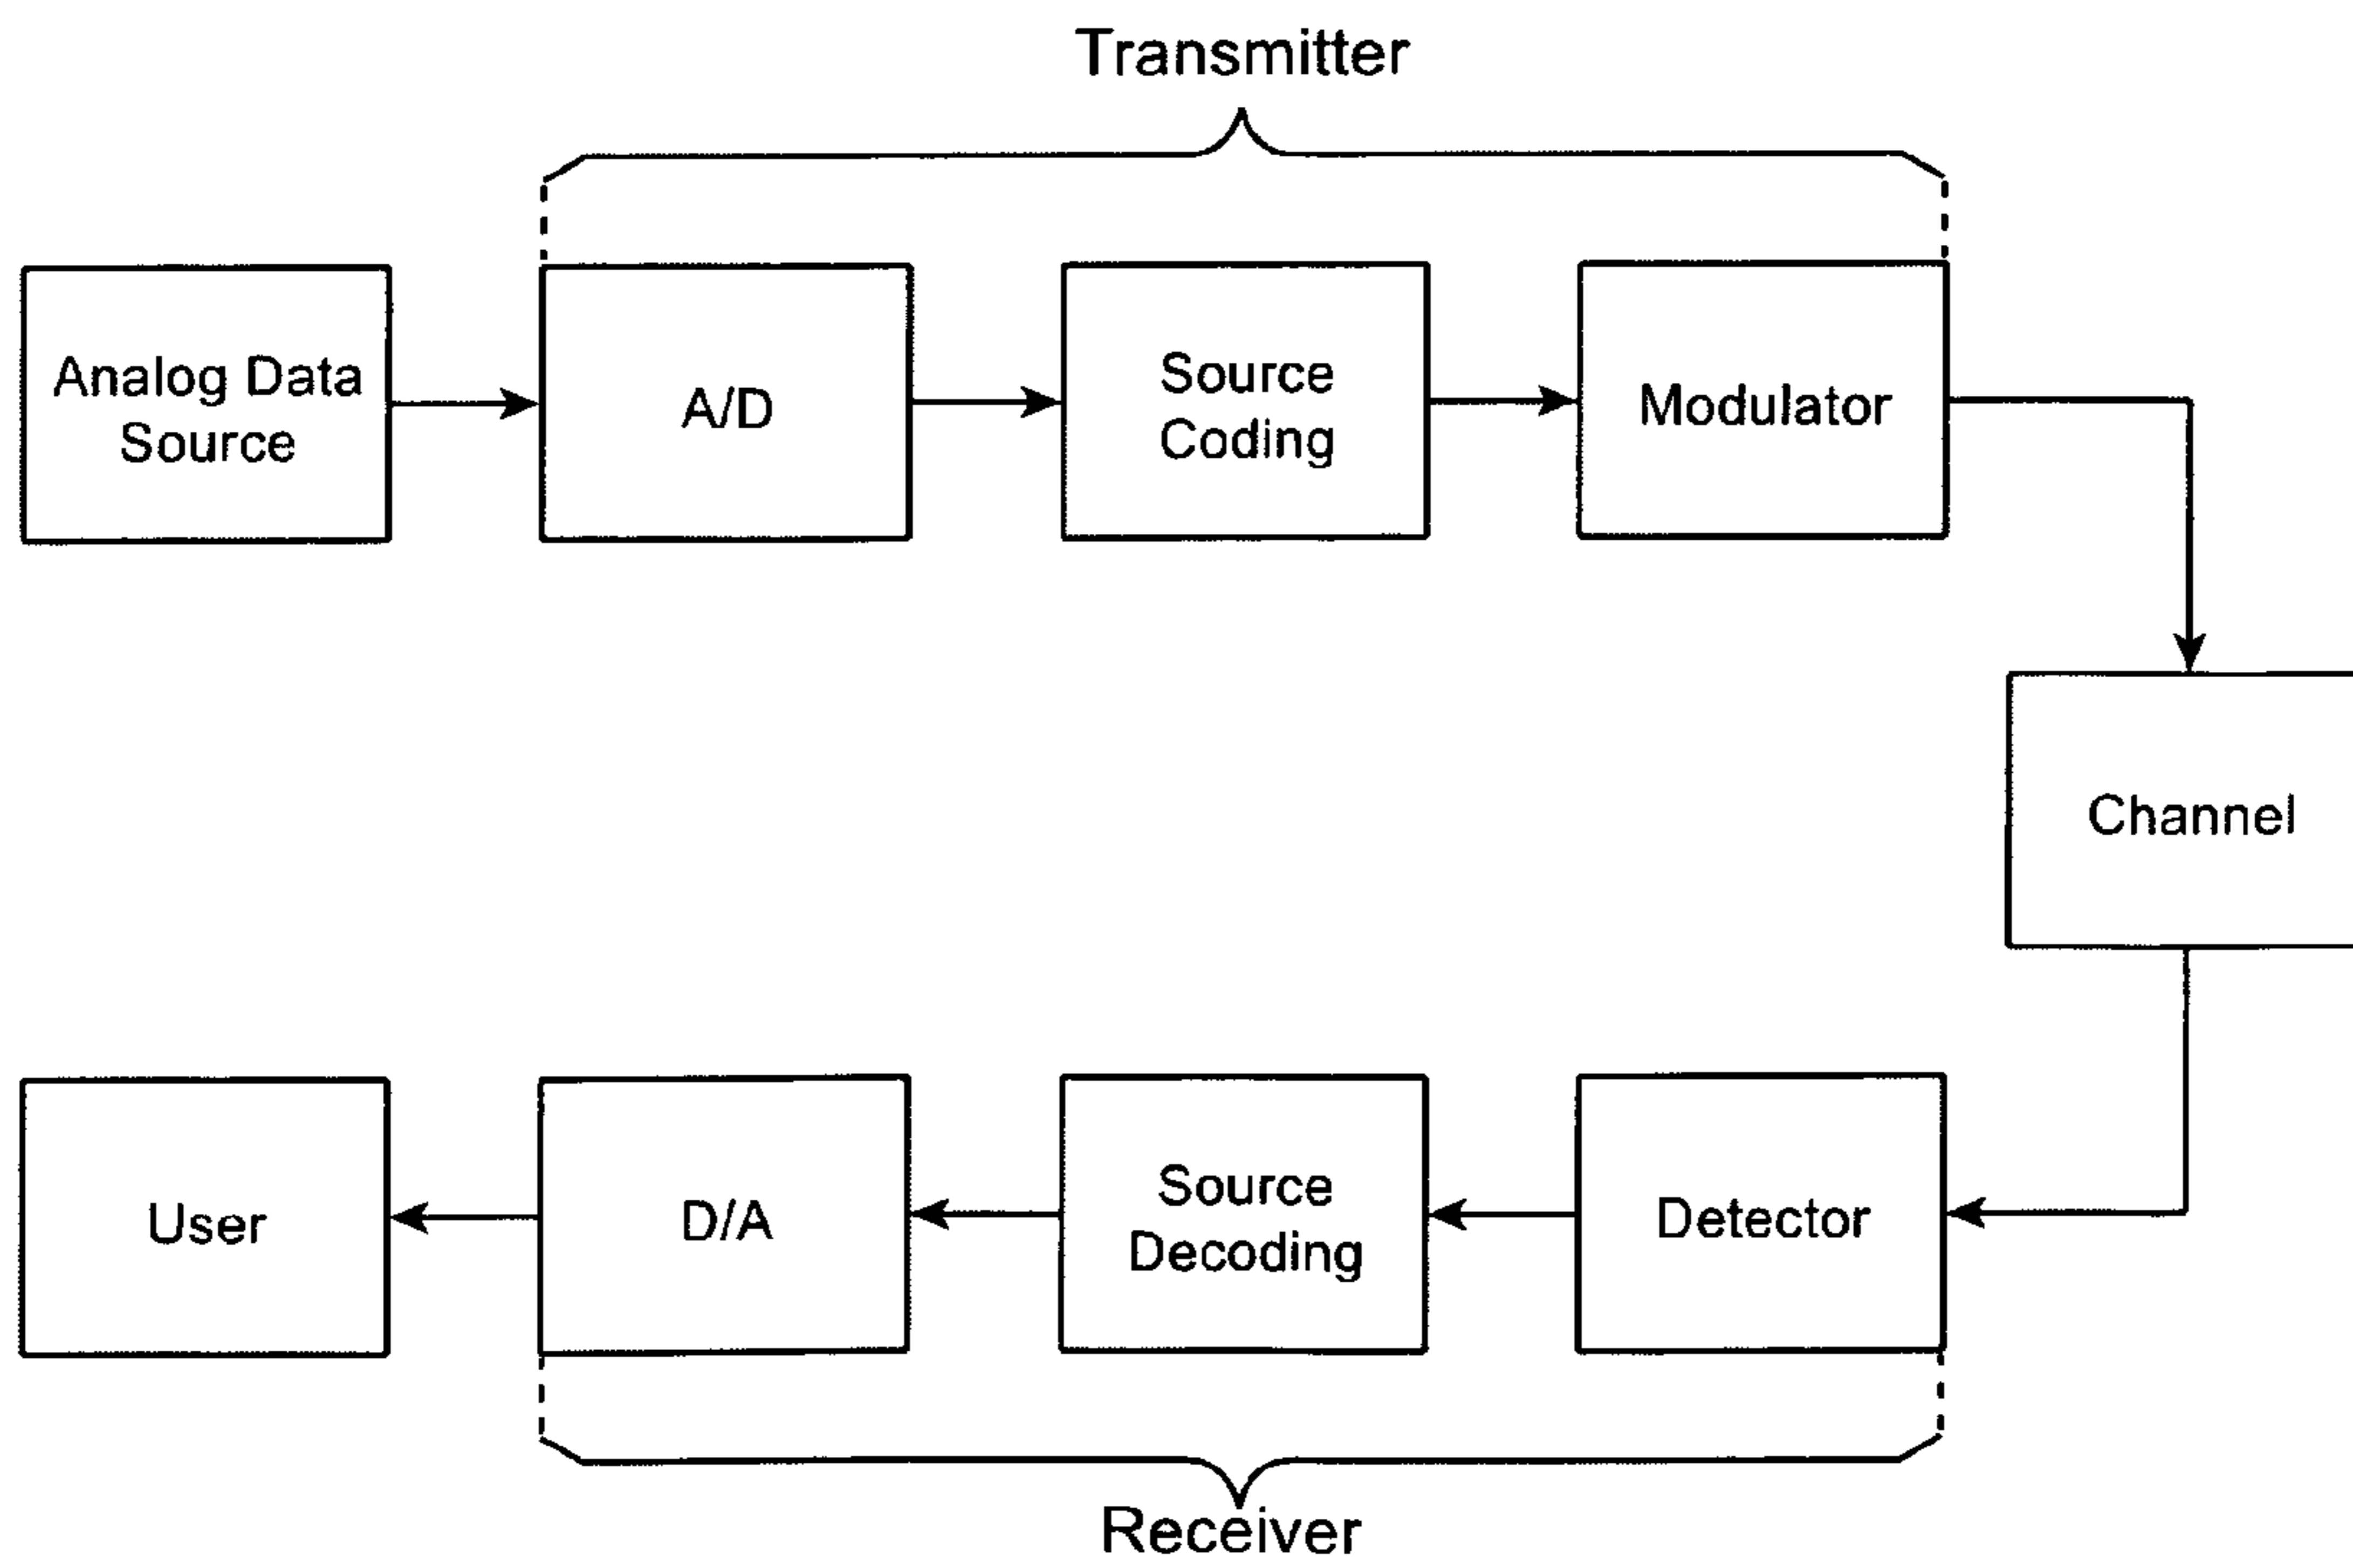 Transmitter
Analog Data
Source
A/D
Source
Coding
Modulator
Channel
User
D/A
Source
Decoding
Detector
Receiver